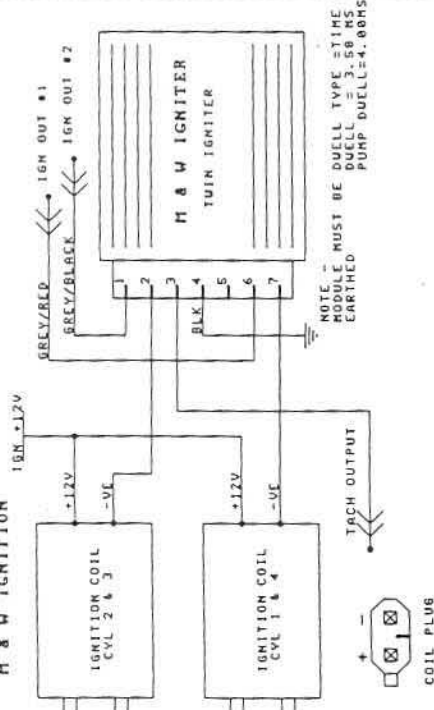 M & W IGNITION
IGN +12V
GREY/RED
GREY/BLACK
IGN OUT #1
IGN OUT #2
+12V
-VE
IGNITION COIL
CYL 2 & 3
+12V
-VE
IGNITION COIL
CYL 1 & 4
1
2
3
4
5
6
7
BLK
M & W IGNITER
TWIN IGNITER
TACH OUTPUT
NOTE -
MODULE MUST BE
EARTHED
DUELL TYPE =TIME
DUELL = 3.50 MS
PUMP DUELL=4.00MS
+ -
COIL PLUG